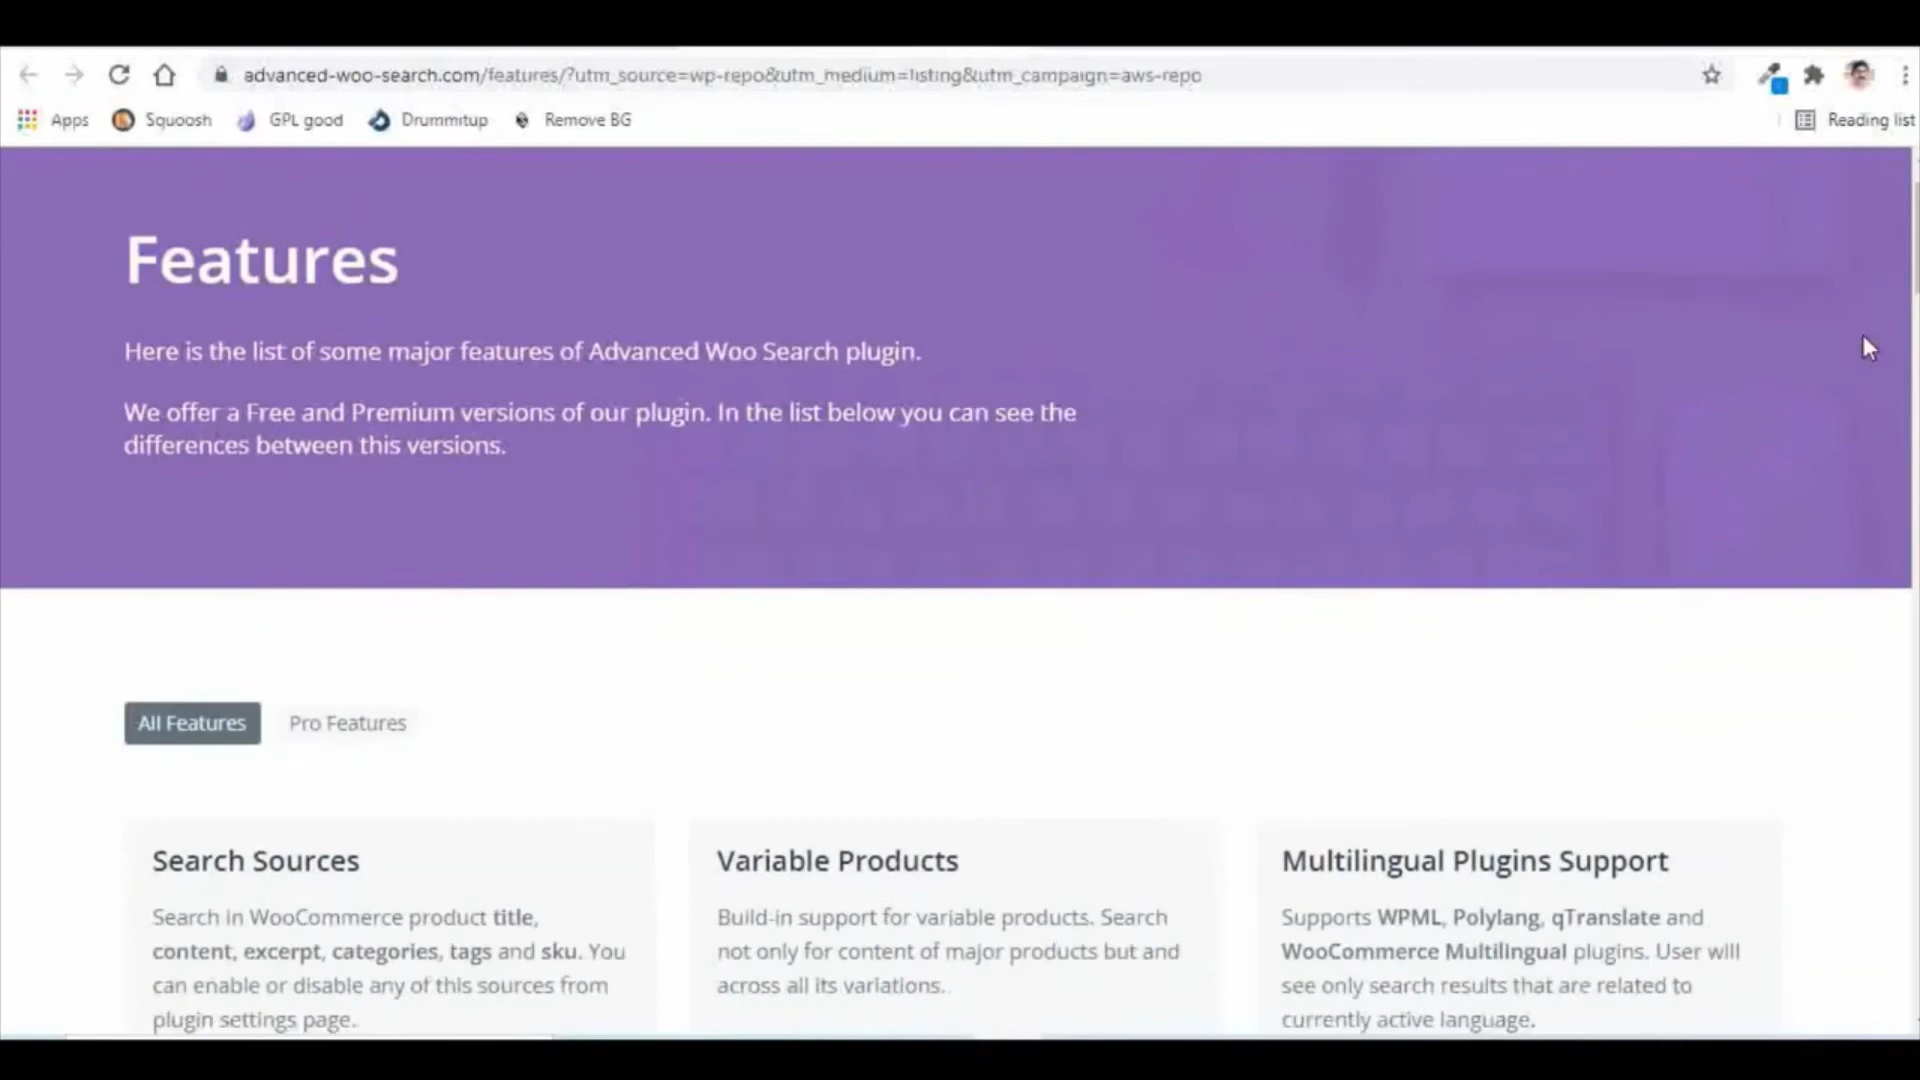 advanced-woo-search.com/features/?utm_source=wp-repo&utm_medium=listing&utm_campaign=aws-repo
Apps Squoosh GPL good Drummitup Remove BG Reading list
Features
Here is the list of some major features of Advanced Woo Search plugin.
We offer a Free and Premium versions of our plugin. In the list below you can see the
differences between this versions.
All Features Pro Features
Search Sources
Search in WooCommerce product title,
content, excerpt, categories, tags and sku. You
can enable or disable any of this sources from
plugin settings page.
Variable Products
Build-in support for variable products. Search
not only for content of major products but and
across all its variations.
Multilingual Plugins Support
Supports WPML, Polylang, qTranslate and
WooCommerce Multilingual plugins. User will
see only search results that are related to
currently active language.